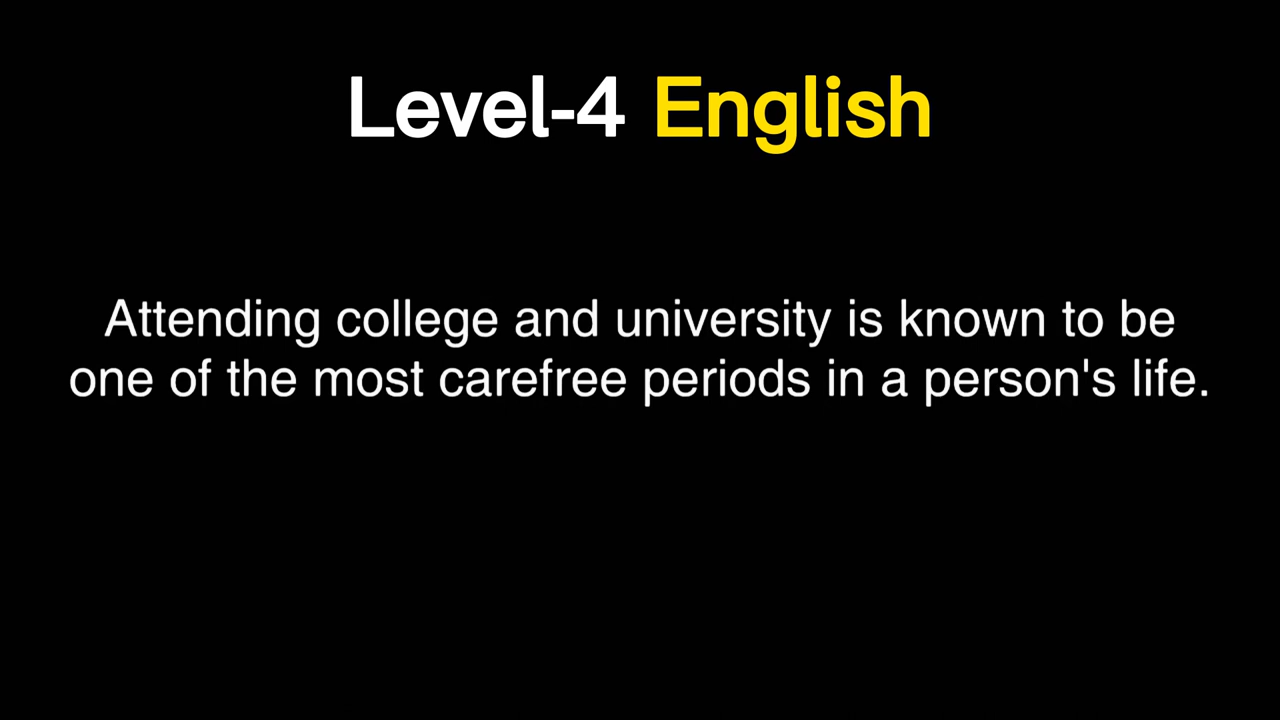 Level-4 English
Attending college and university is known to be
one of the most carefree periods in a person's life.